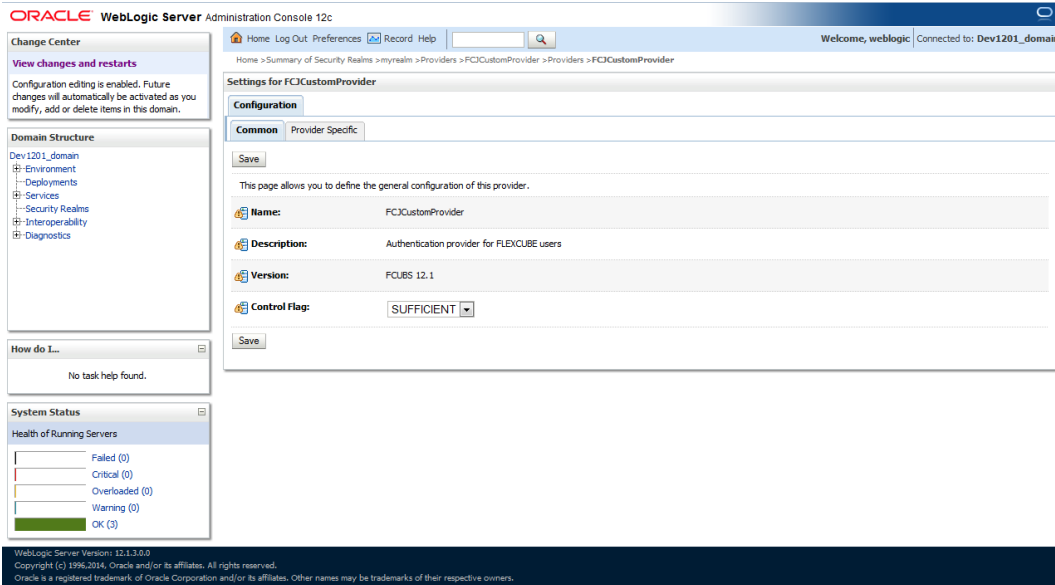 ORACLE WebLogic Server Administration Console 12c
Change Center
View changes and restarts
Configuration editing is enabled. Future
changes will automatically be activated as you
modify, add or delete items in this domain.
Domain Structure
Dev1201_domain
Environment
Deployments
Services
Security Realms
Interoperability
Diagnostics
How do I...
No task help found.
System Status
Health of Running Servers
Failed (0)
Critical (0)
Overloaded (0)
Warning (0)
OK (3)
Home Log Out Preferences Record Help
Welcome, weblogic Connected to: Dev1201_domai
Home >Summary of Security Realms >myrealm >Providers >FCJCustomProvider >Providers >FCJCustomProvider
Settings for FCJCustomProvider
Configuration
Common Provider Specific
Save
This page allows you to define the general configuration of this provider.
Name: FCJCustomProvider
Description: Authentication provider for FLEXCUBE users
Version: FCUBS 12.1
Control Flag: SUFFICIENT
Save
WebLogic Server Version: 12.1.3.0.0
Copyright (c) 1996,2014, Oracle and/or its affiliates. All rights reserved.
Oracle is a registered trademark of Oracle Corporation and/or its affiliates. Other names may be trademarks of their respective owners.